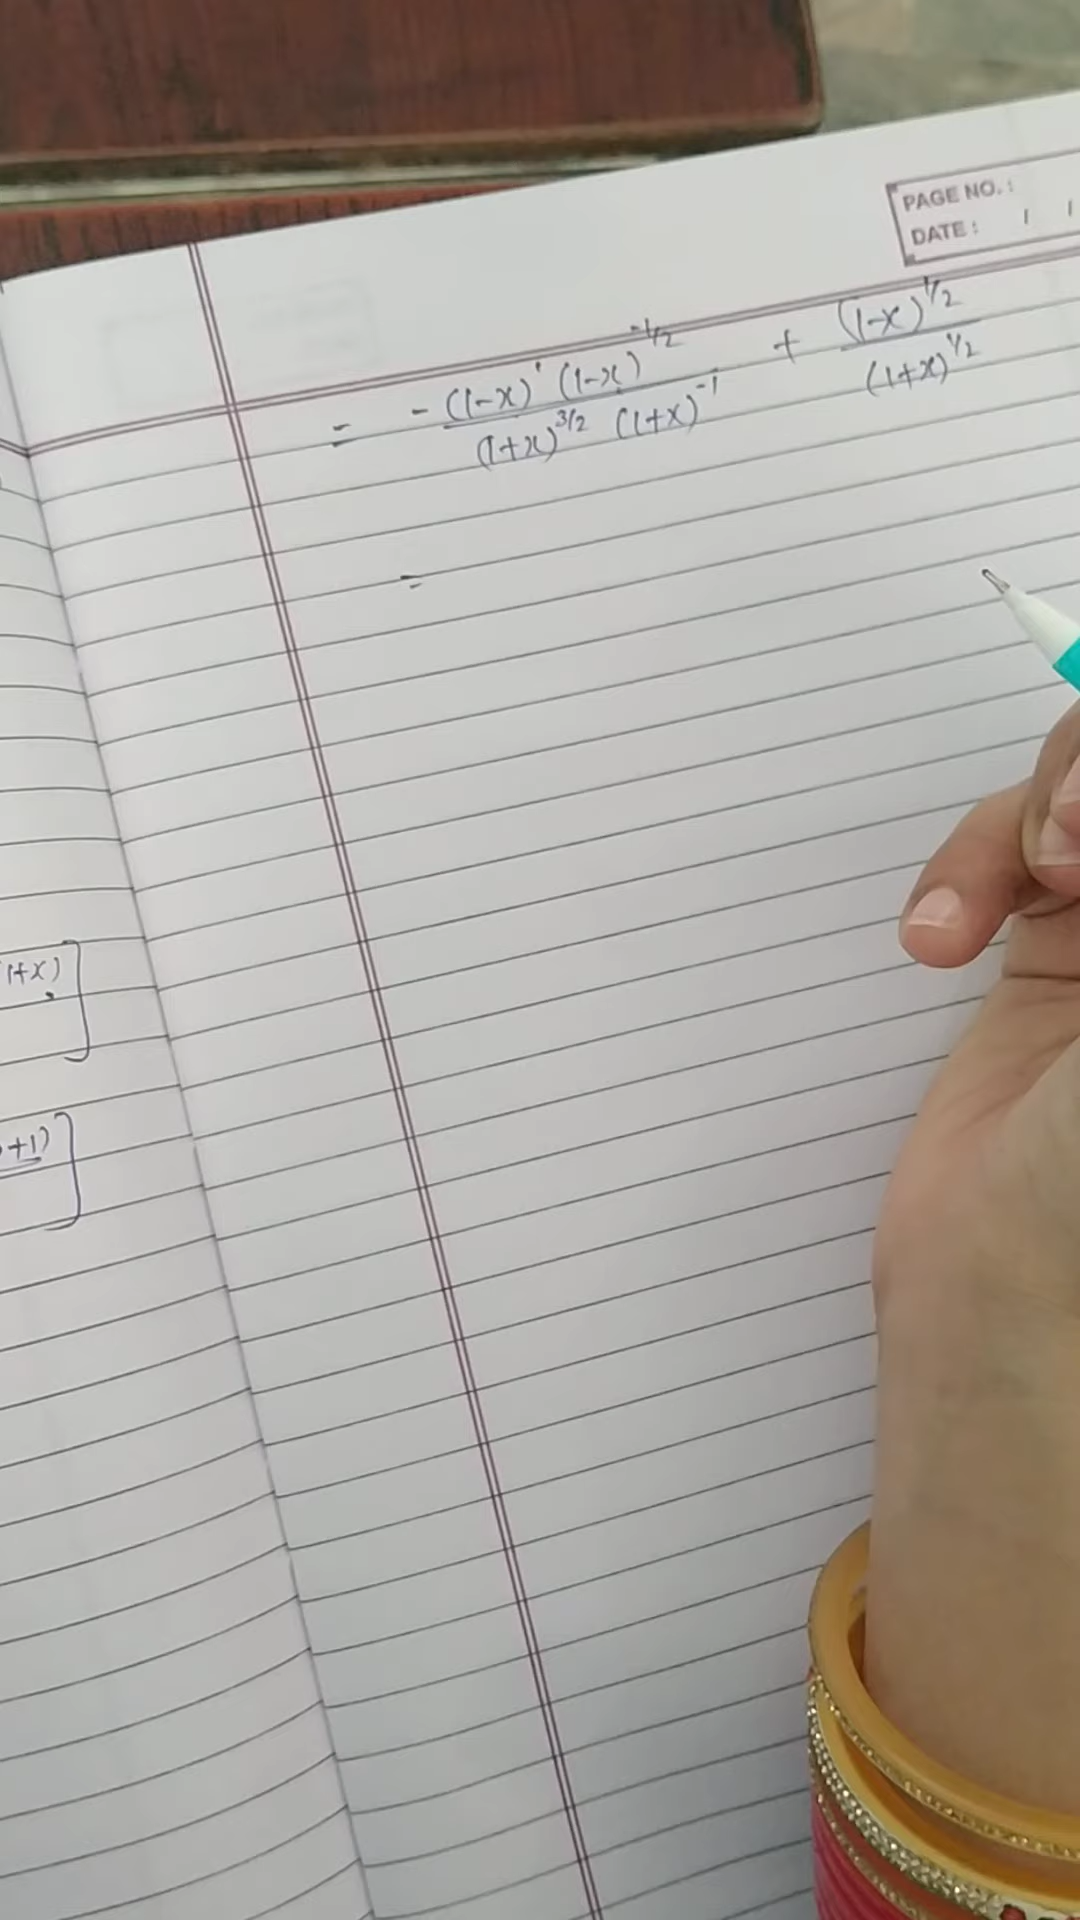 PAGE NO.:
DATE: / /
= - (1-x)^1 (1-x)^-1/2 / (1+x)^3/2 (1+x)^-1 + (1-x)^1/2 / (1+x)^1/2
=
1+x) ]
+1) ]